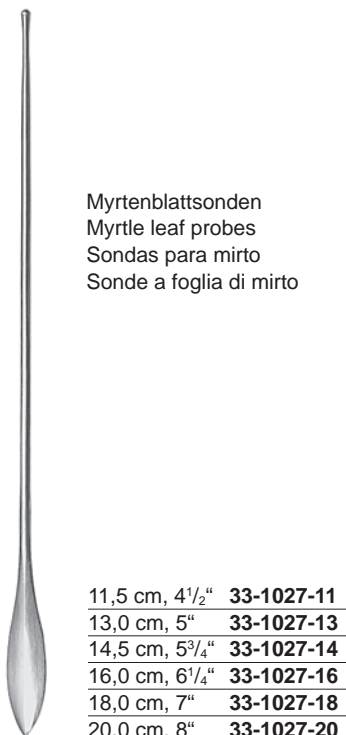 Myrtenblattsonden
Myrtle leaf probes
Sondas para mirto
Sonde a foglia di mirto
11,5 cm, 4¹/₂“ 33-1027-11
13,0 cm, 5“ 33-1027-13
14,5 cm, 5³/₄“ 33-1027-14
16,0 cm, 6¹/₄“ 33-1027-16
18,0 cm, 7“ 33-1027-18
20,0 cm, 8“ 33-1027-20